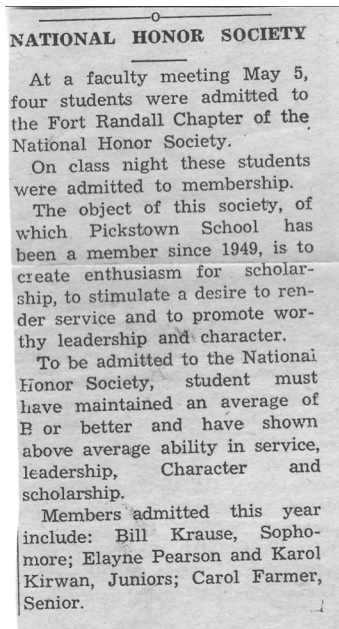 NATIONAL HONOR SOCIETY
At a faculty meeting May 5,
four students were admitted to
the Fort Randall Chapter of the
National Honor Society.
On class night these students
were admitted to membership.
The object of this society, of
which Pickstown School has
been a member since 1949, is to
create enthusiasm for scholar-
ship, to stimulate a desire to ren-
der service and to promote wor-
thy leadership and character.
To be admitted to the National
Honor Society, student must
have maintained an average of
B or better and have shown
above average ability in service,
leadership, Character and
scholarship.
Members admitted this year
include: Bill Krause, Sopho-
more; Elayne Pearson and Karol
Kirwan, Juniors; Carol Farmer,
Senior.